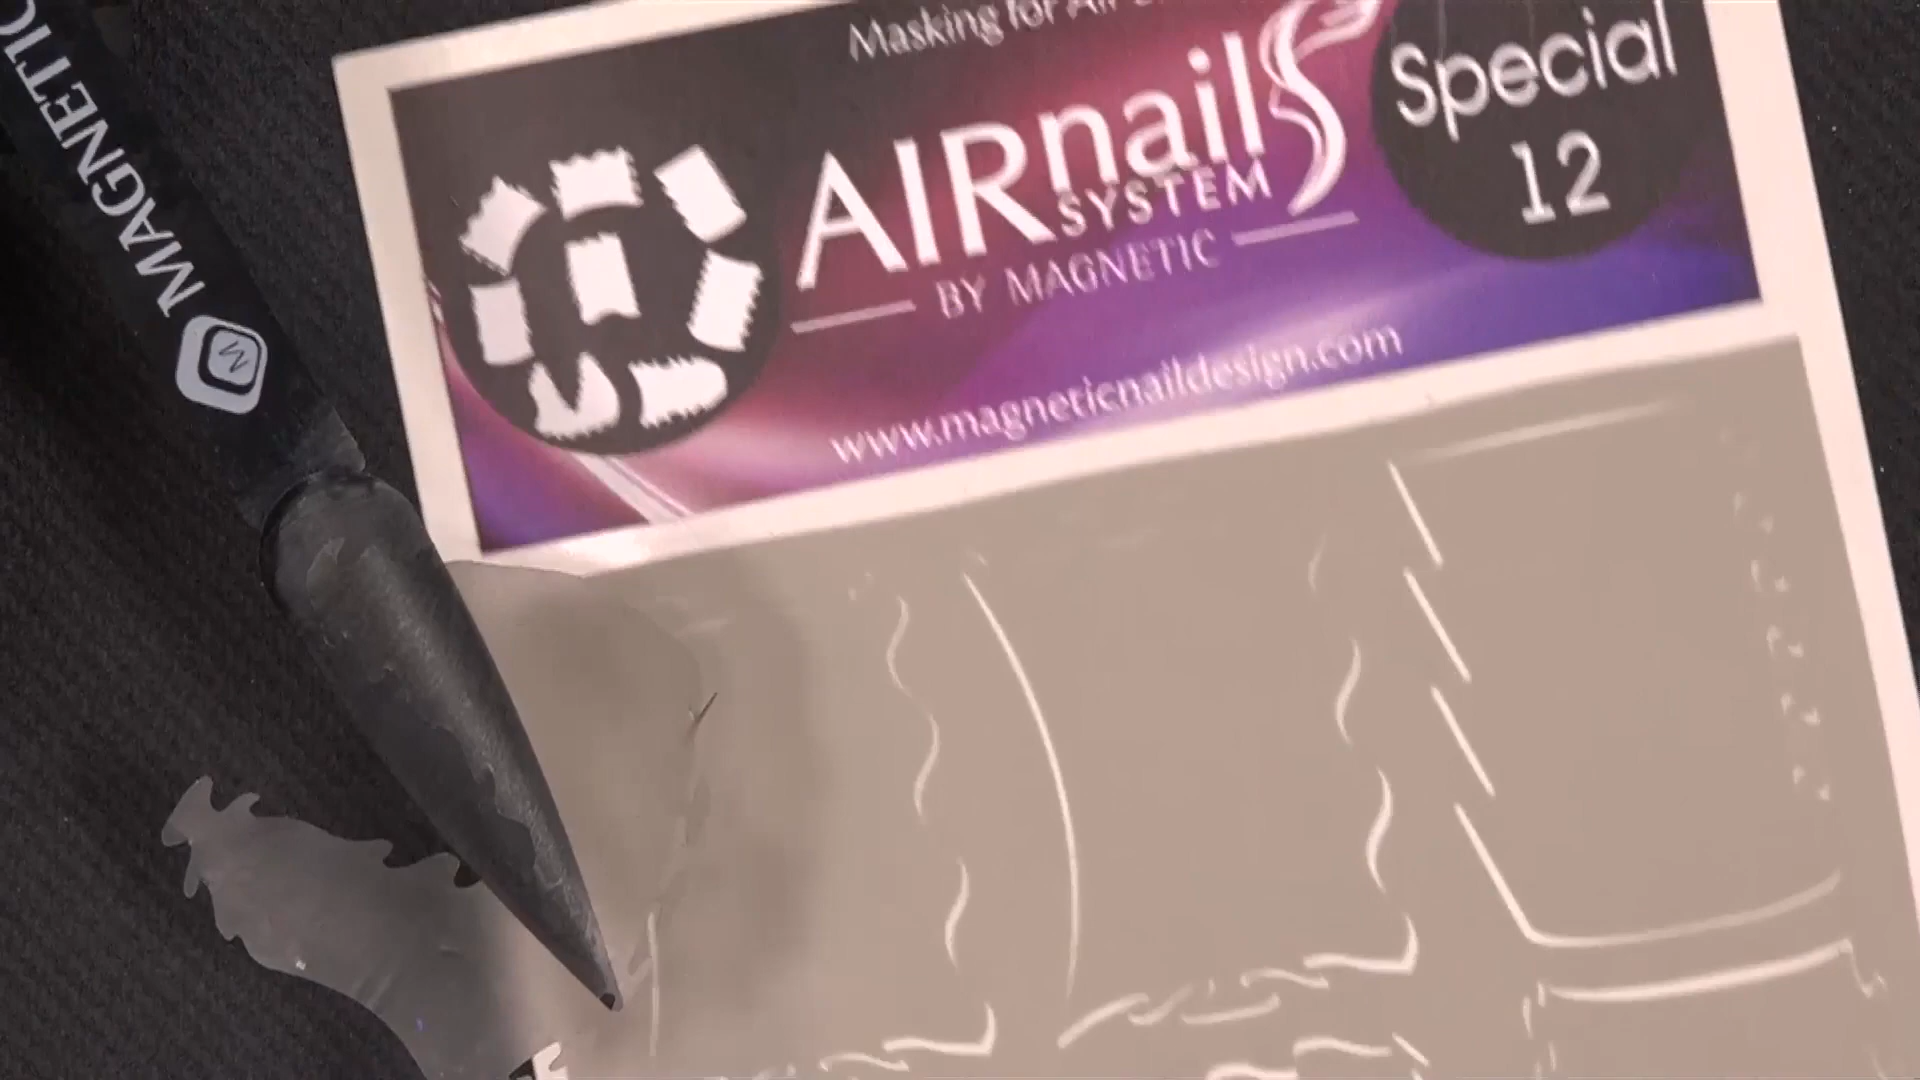 MAGNETIC
Masking for Air
AIRnails
SYSTEM
BY MAGNETIC
www.magneticnaildesign.com
Special
12